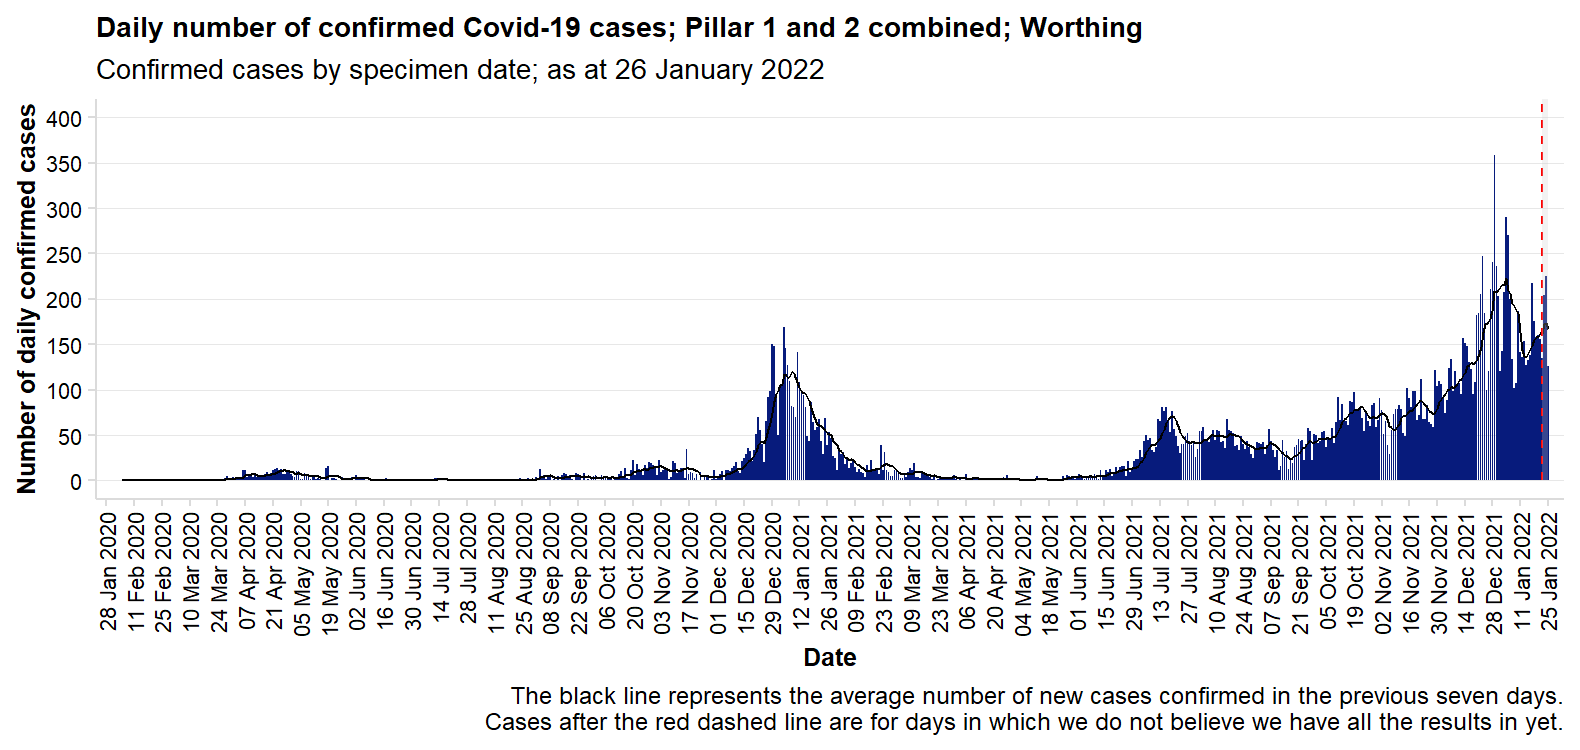 Daily number of confirmed Covid-19 cases; Pillar 1 and 2 combined; Worthing
Confirmed cases by specimen date; as at 26 January 2022
Number of daily confirmed cases
400
350
300
250
200
150
100
50
0
28 Jan 2020
11 Feb 2020
25 Feb 2020
10 Mar 2020
24 Mar 2020
07 Apr 2020
21 Apr 2020
05 May 2020
19 May 2020
02 Jun 2020
16 Jun 2020
30 Jun 2020
14 Jul 2020
28 Jul 2020
11 Aug 2020
25 Aug 2020
08 Sep 2020
22 Sep 2020
06 Oct 2020
20 Oct 2020
03 Nov 2020
17 Nov 2020
01 Dec 2020
15 Dec 2020
29 Dec 2020
12 Jan 2021
26 Jan 2021
09 Feb 2021
23 Feb 2021
09 Mar 2021
23 Mar 2021
06 Apr 2021
20 Apr 2021
04 May 2021
18 May 2021
01 Jun 2021
15 Jun 2021
29 Jun 2021
13 Jul 2021
27 Jul 2021
10 Aug 2021
24 Aug 2021
07 Sep 2021
21 Sep 2021
05 Oct 2021
19 Oct 2021
02 Nov 2021
16 Nov 2021
30 Nov 2021
14 Dec 2021
28 Dec 2021
11 Jan 2022
25 Jan 2022
Date
The black line represents the average number of new cases confirmed in the previous seven days.
Cases after the red dashed line are for days in which we do not believe we have all the results in yet.